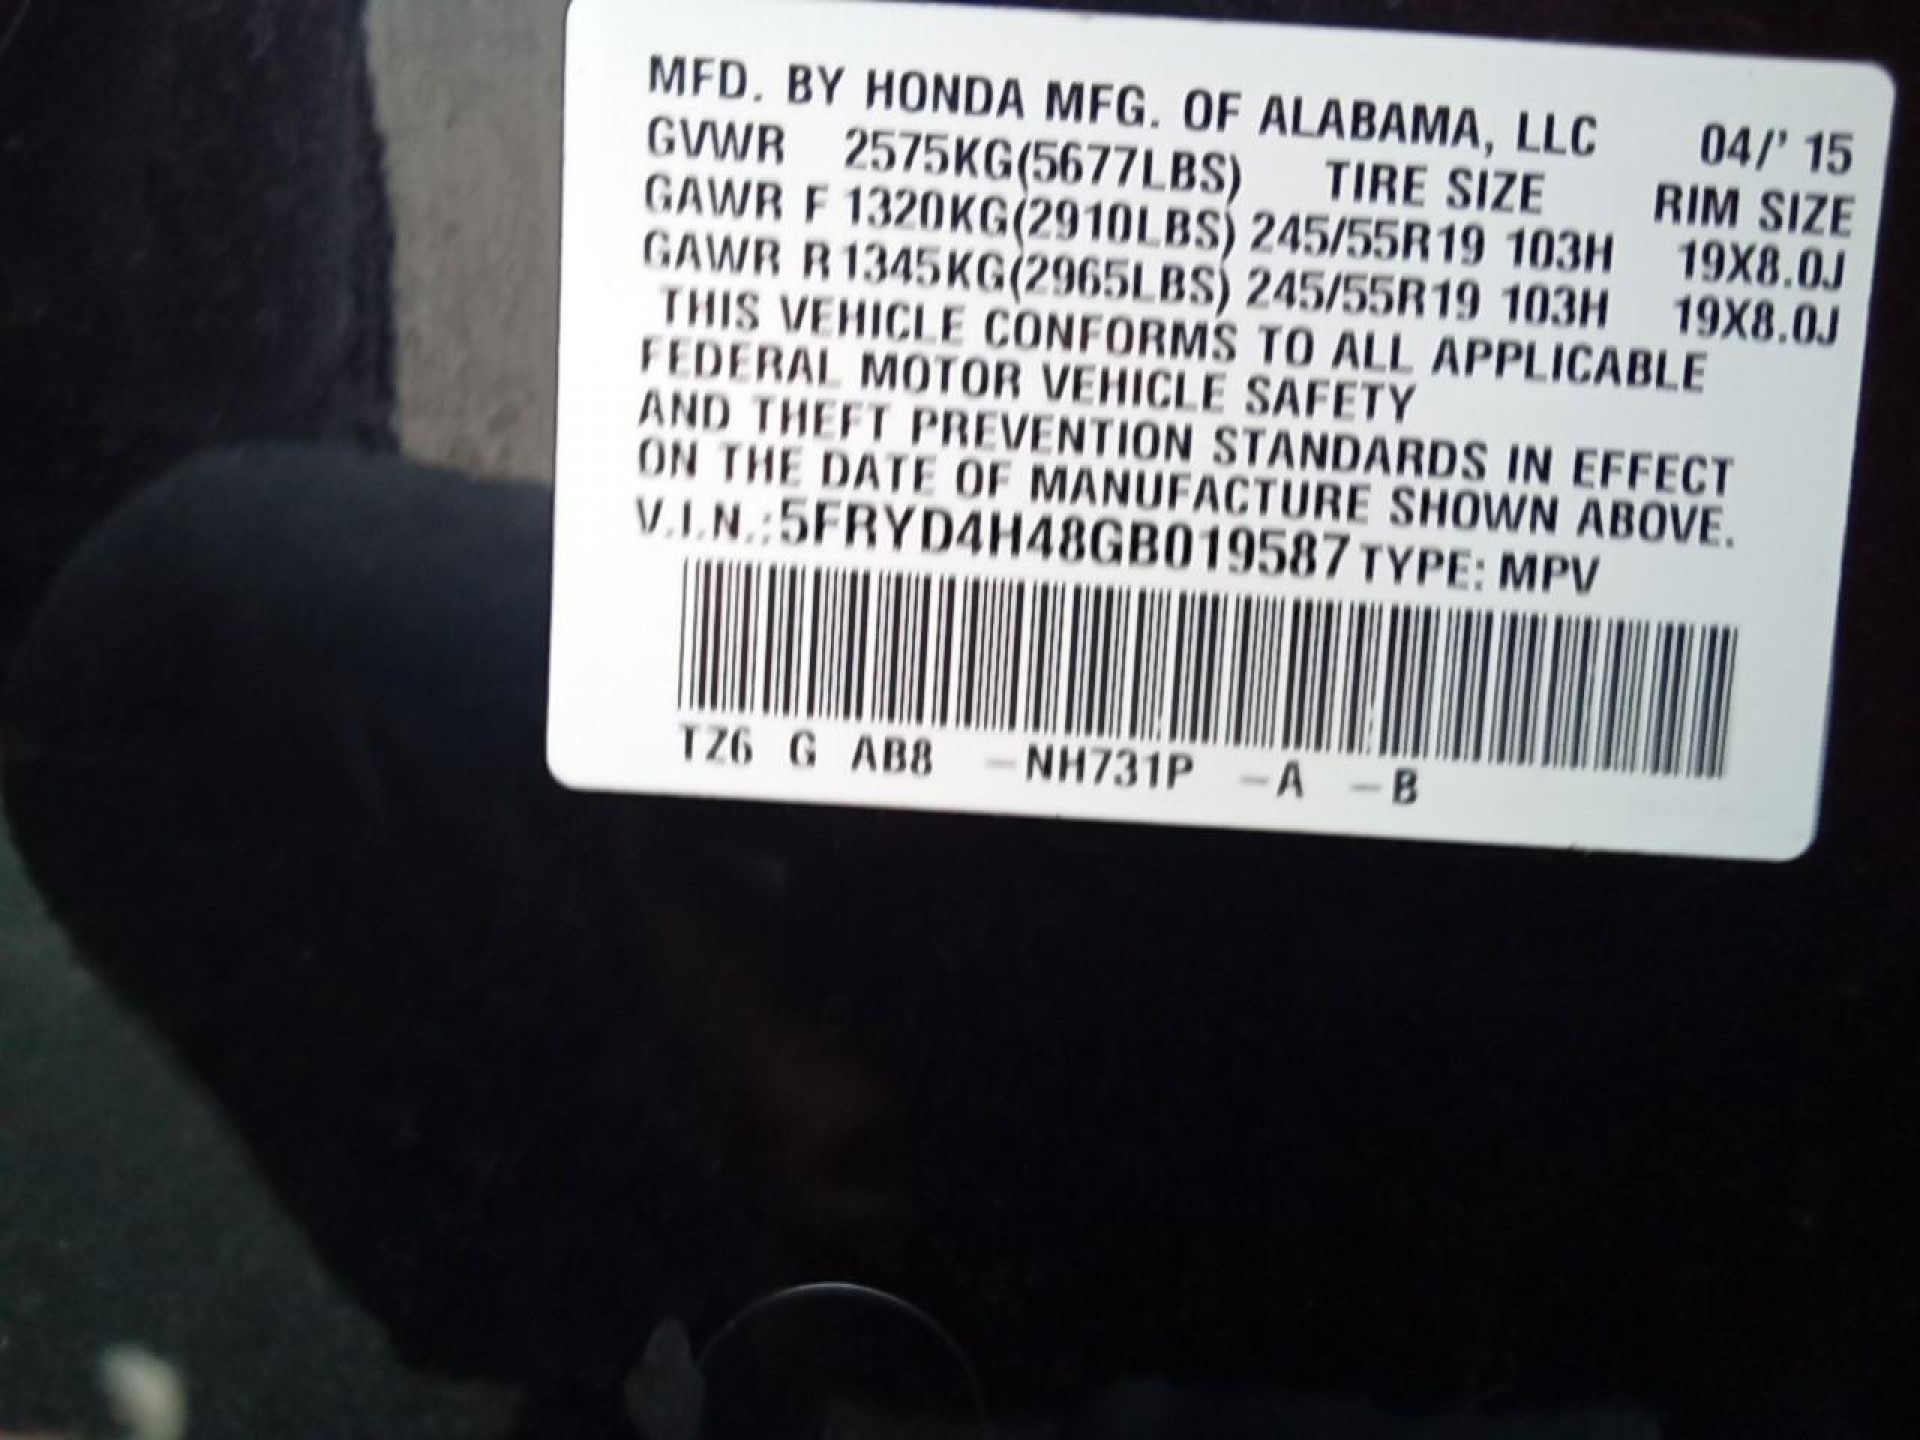 MFD. BY HONDA MFG. OF ALABAMA, LLC 04/' 15
GVWR 2575KG(5677LBS) TIRE SIZE RIM SIZE
GAWR F 1320KG(2910LBS) 245/55R19 103H 19X8.0J
GAWR R 1345KG(2965LBS) 245/55R19 103H 19X8.0J
THIS VEHICLE CONFORMS TO ALL APPLICABLE
FEDERAL MOTOR VEHICLE SAFETY
AND THEFT PREVENTION STANDARDS IN EFFECT
ON THE DATE OF MANUFACTURE SHOWN ABOVE.
V.I.N.: 5FRYD4H48GB019587 TYPE: MPV
TZ6 G AB8 -NH731P -A -B